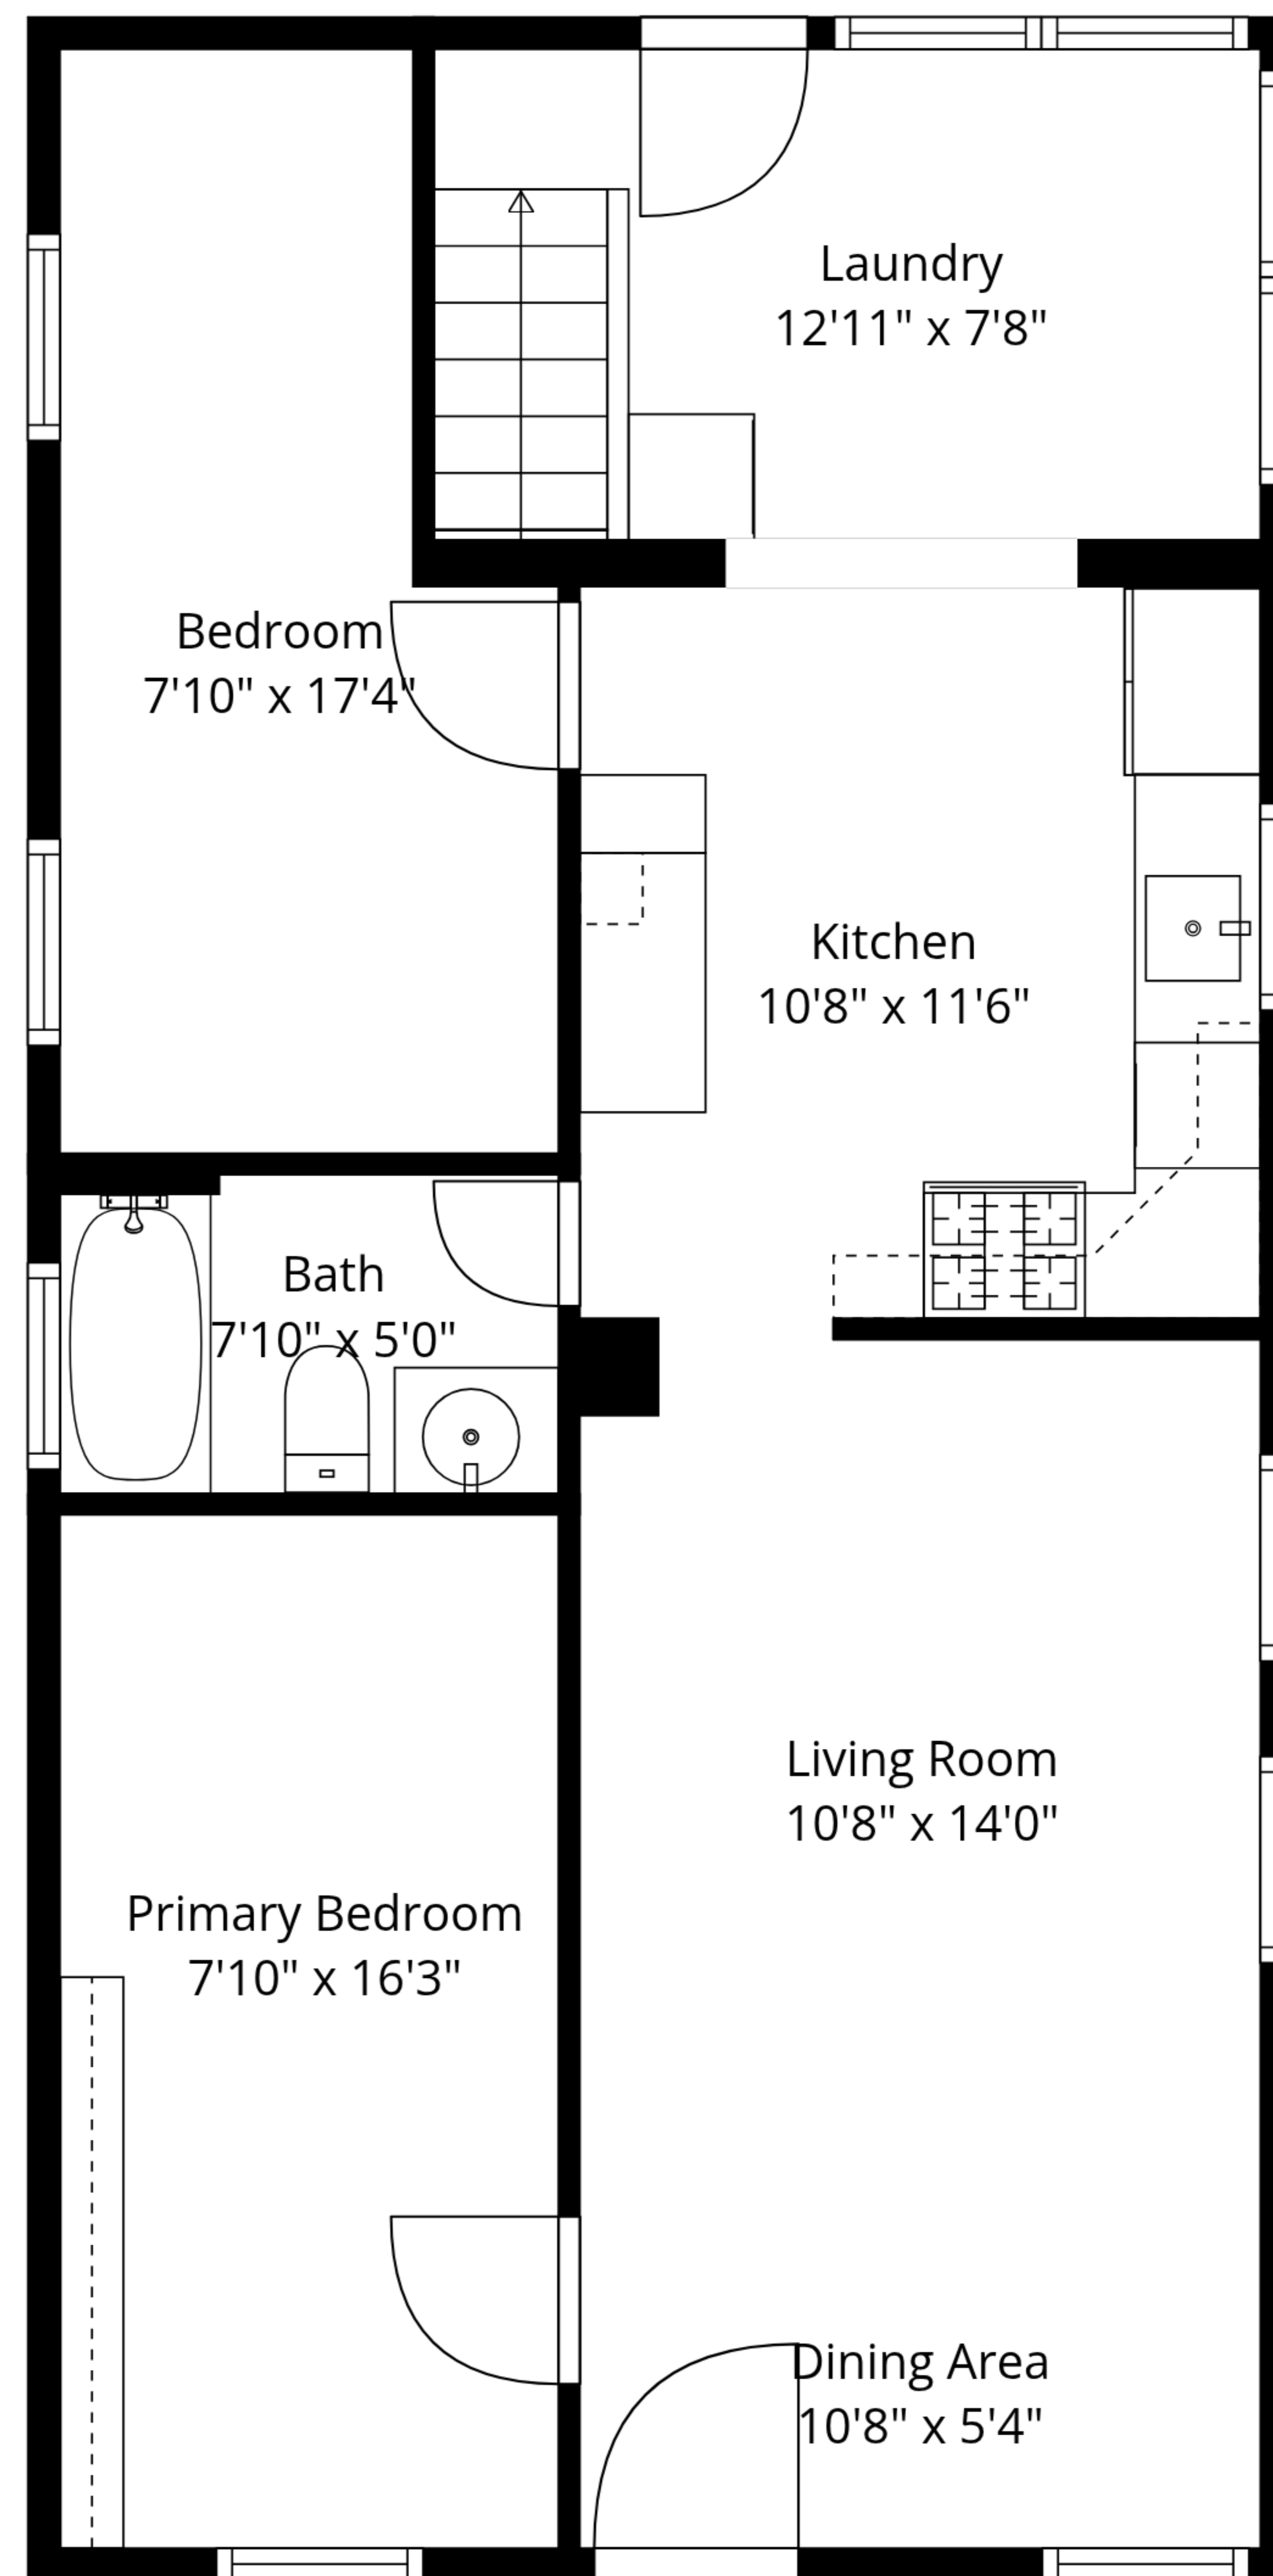 Laundry
12'11" x 7'8"
Bedroom
7'10" x 17'4"
Kitchen
10'8" x 11'6"
Bath
7'10" x 5'0"
Living Room
10'8" x 14'0"
Primary Bedroom
7'10" x 16'3"
Dining Area
10'8" x 5'4"